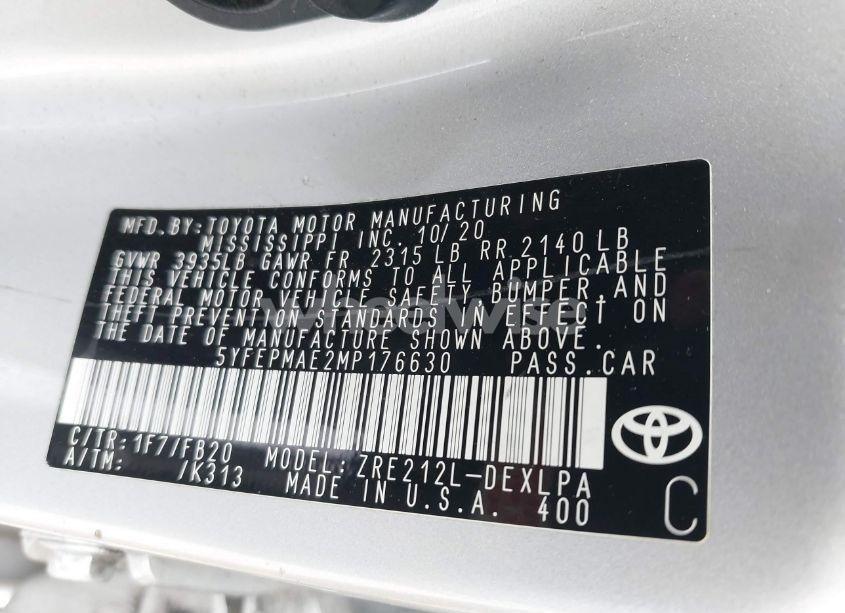 MFD.BY:TOYOTA MOTOR MANUFACTURING
MISSISSIPPI INC. 10/20
GVWR 3935LB GAWR FR 2315 LB RR 2140 LB
THIS VEHICLE CONFORMS TO ALL APPLICABLE
FEDERAL MOTOR VEHICLE SAFETY,BUMPER,AND
THEFT PREVENTION STANDARDS IN EFFECT ON
THE DATE OF MANUFACTURE SHOWN ABOVE.
5YFEPMAE2MP176630 PASS.CAR
C/TR:1F7/FB20 MODEL:ZRE212L-DEXLPA
A/TM: /K313 MADE IN U.S.A. 400
C